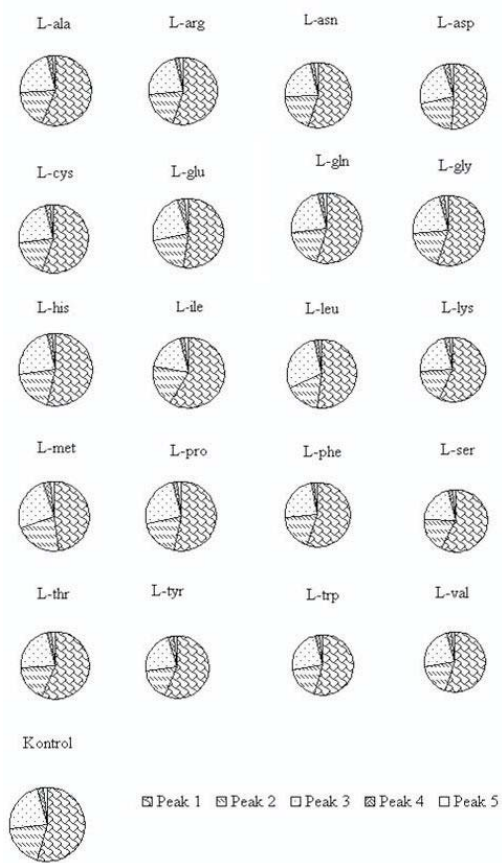 L-ala L-arg L-asn L-asp
L-cys L-glu L-gln L-gly
L-his L-ile L-leu L-lys
L-met L-pro L-phe L-ser
L-thr L-tyr L-trp L-val
Kontrol
Peak 1 Peak 2 Peak 3 Peak 4 Peak 5